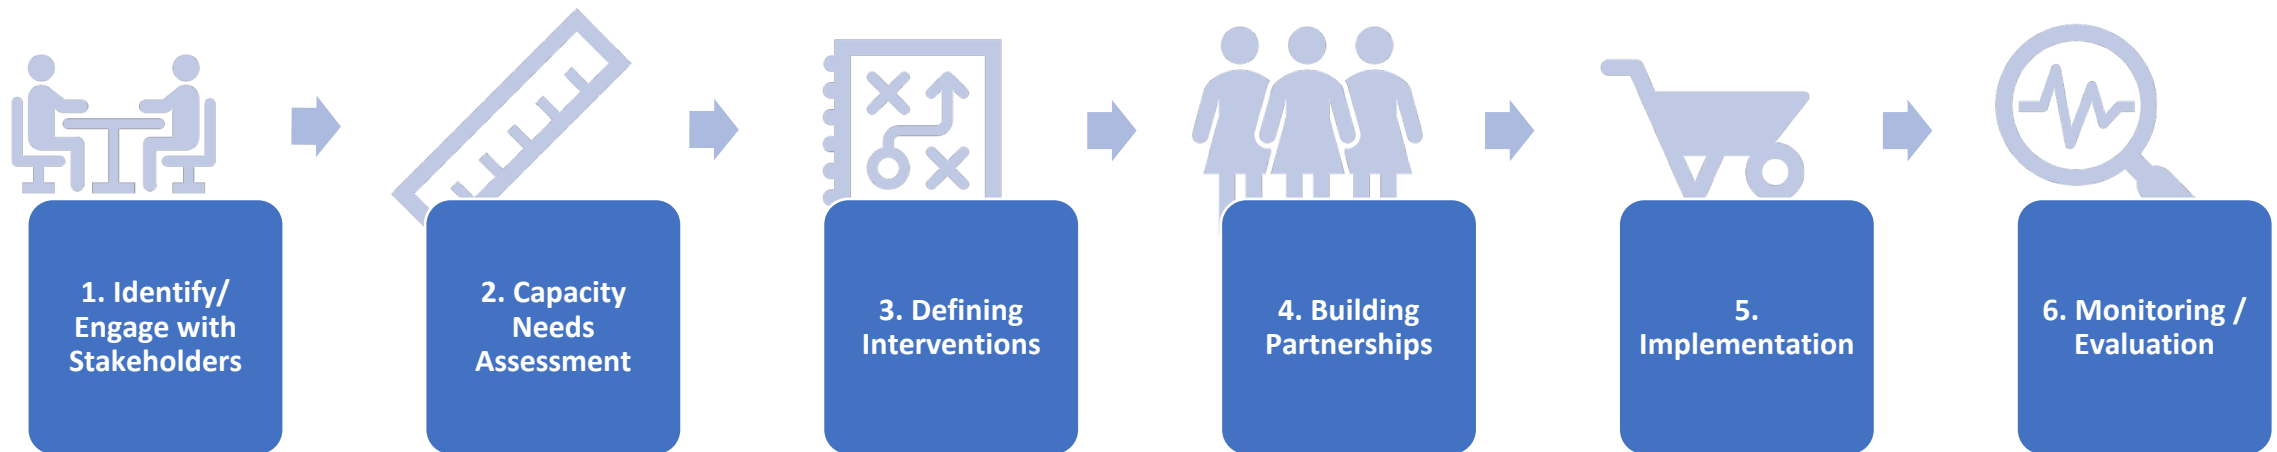 1. Identify/
Engage with
Stakeholders
2. Capacity
Needs
Assessment
3. Defining
Interventions
4. Building
Partnerships
5.
Implementation
6. Monitoring /
Evaluation